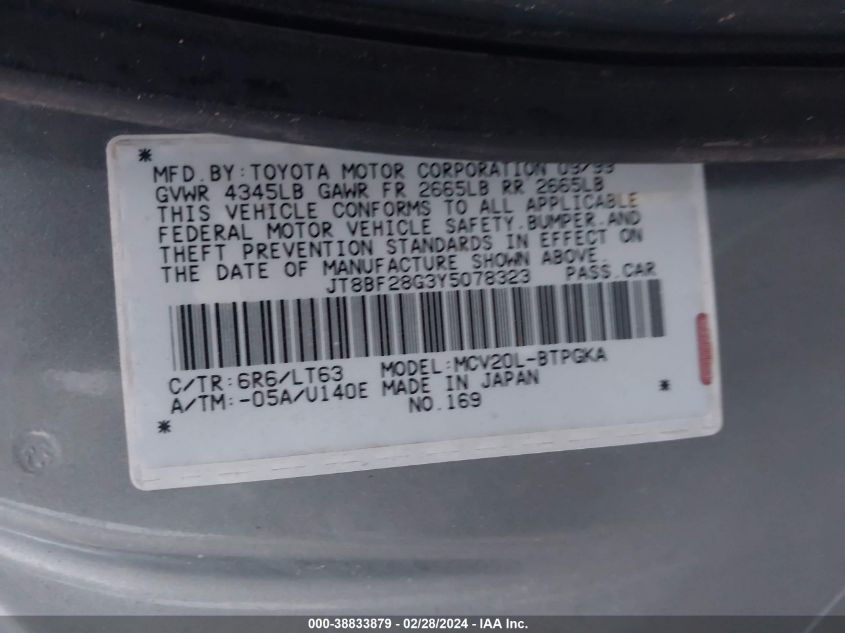 *
MFD. BY: TOYOTA MOTOR CORPORATION 09/99
GVWR 4345LB GAWR FR 2665LB RR 2665LB
THIS VEHICLE CONFORMS TO ALL APPLICABLE
FEDERAL MOTOR VEHICLE SAFETY. BUMPER. AND
THEFT PREVENTION STANDARDS IN EFFECT ON
THE DATE OF MANUFACTURE SHOWN ABOVE.
JT8BF28G3Y5078323 PASS. CAR
C/TR: 6R6/LT63 MODEL: MCV20L-BTPGKA
A/TM: -05A/U140E MADE IN JAPAN
* NO. 169 *
000-38833879 - 02/28/2024 - IAA Inc.